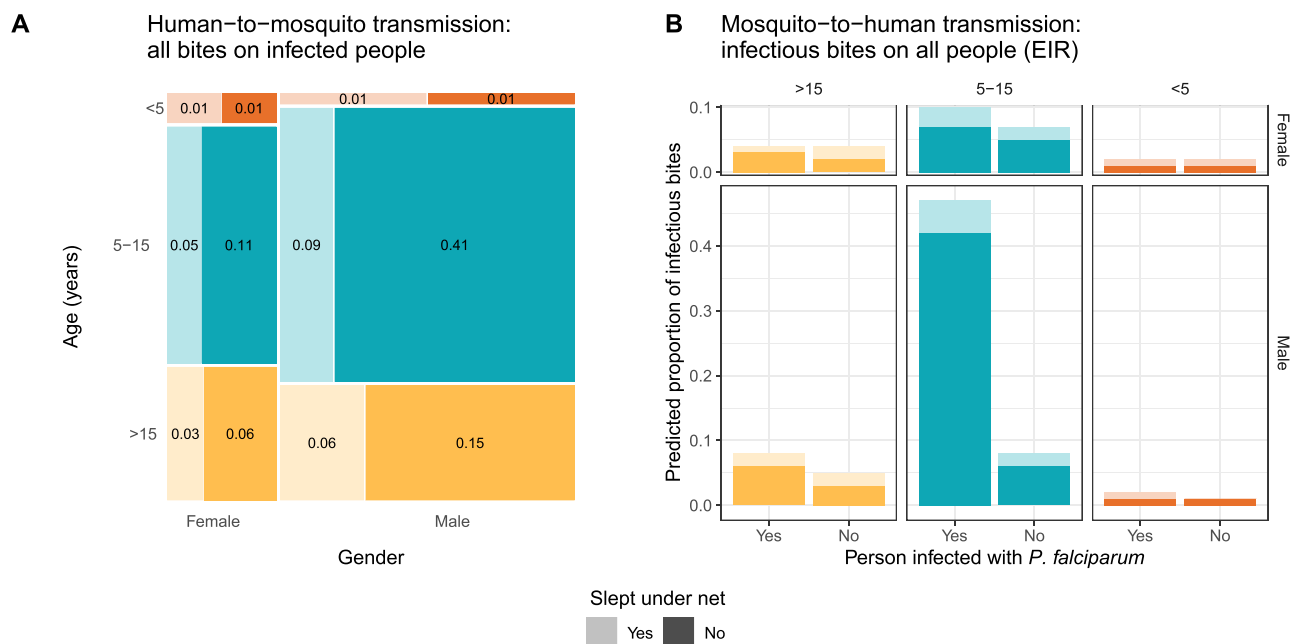 A
Human−to−mosquito transmission:
all bites on infected people
<5
5−15
>15
Age (years)
0.01
0.01
0.01
0.01
0.05
0.11
0.09
0.41
0.03
0.06
0.06
0.15
Female
Male
Gender
B
Mosquito−to−human transmission:
infectious bites on all people (EIR)
>15
5−15
<5
Female
Male
Predicted proportion of infectious bites
0.1
0.0
0.4
0.3
0.2
0.1
0.0
Yes
No
Yes
No
Yes
No
Person infected with P. falciparum
Slept under net
Yes
No